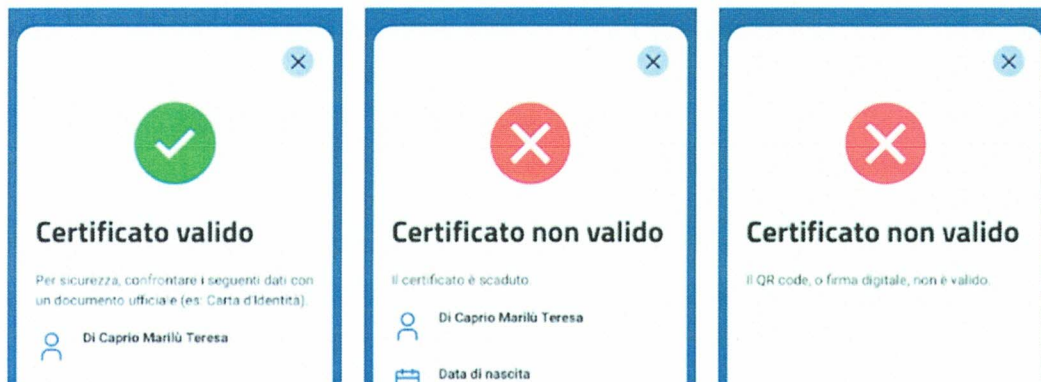 Certificato valido
Per sicurezza, confrontare i seguenti dati con
un documento ufficiale (es: Carta d'Identità).
Di Caprio Marilù Teresa
Certificato non valido
Il certificato è scaduto.
Di Caprio Marilù Teresa
Data di nascita
Certificato non valido
Il QR code, o firma digitale, non è valido.